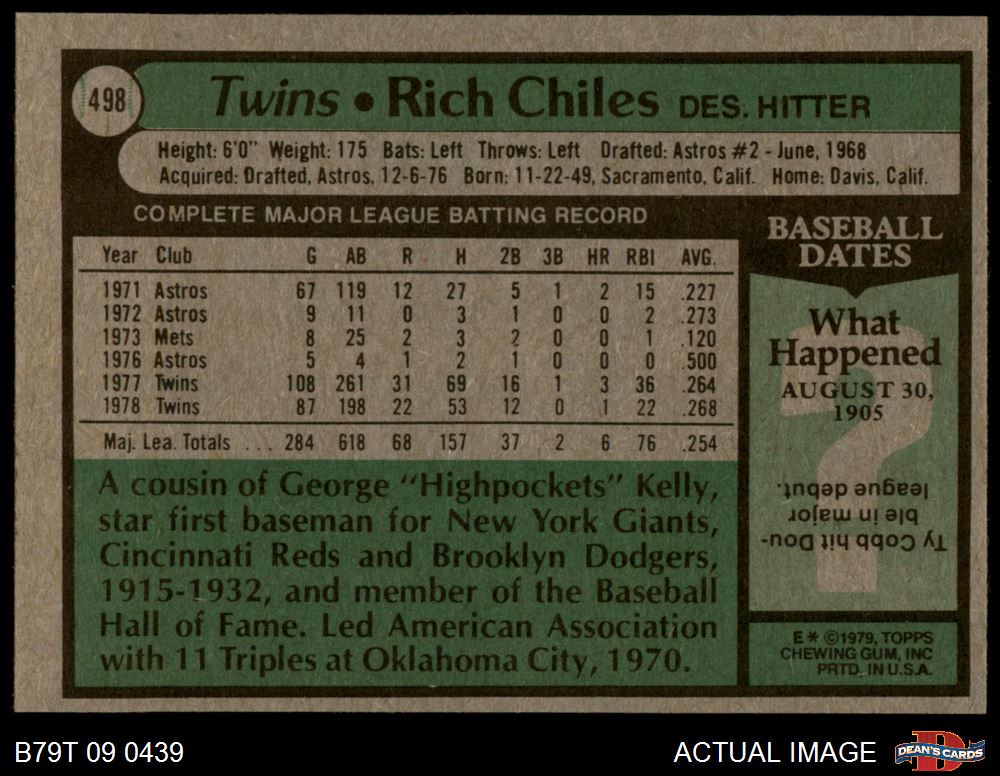 498
Twins • Rich Chiles DES. HITTER
Height: 6'0" Weight: 175 Bats: Left Throws: Left Drafted: Astros #2 - June, 1968
Acquired: Drafted, Astros, 12-6-76 Born: 11-22-49, Sacramento, Calif. Home: Davis, Calif.
COMPLETE MAJOR LEAGUE BATTING RECORD
Year Club G AB R H 2B 3B HR RBI AVG.
1971 Astros 67 119 12 27 5 1 2 15 .227
1972 Astros 9 11 0 3 1 0 0 2 .273
1973 Mets 8 25 2 3 2 0 0 1 .120
1976 Astros 5 4 1 2 1 0 0 0 .500
1977 Twins 108 261 31 69 16 1 3 36 .264
1978 Twins 87 198 22 53 12 0 1 22 .268
Maj. Lea. Totals ... 284 618 68 157 37 2 6 76 .254
A cousin of George "Highpockets" Kelly,
star first baseman for New York Giants,
Cincinnati Reds and Brooklyn Dodgers,
1915-1932, and member of the Baseball
Hall of Fame. Led American Association
with 11 Triples at Oklahoma City, 1970.
BASEBALL
DATES
What
Happened
AUGUST 30,
1905
?
Ty Cobb hit Dou-
ble in major
league debut.
E* ©1979, TOPPS
CHEWING GUM, INC
PRTD. IN U.S.A.
B79T 09 0439
ACTUAL IMAGE
D
DEAN'S CARDS